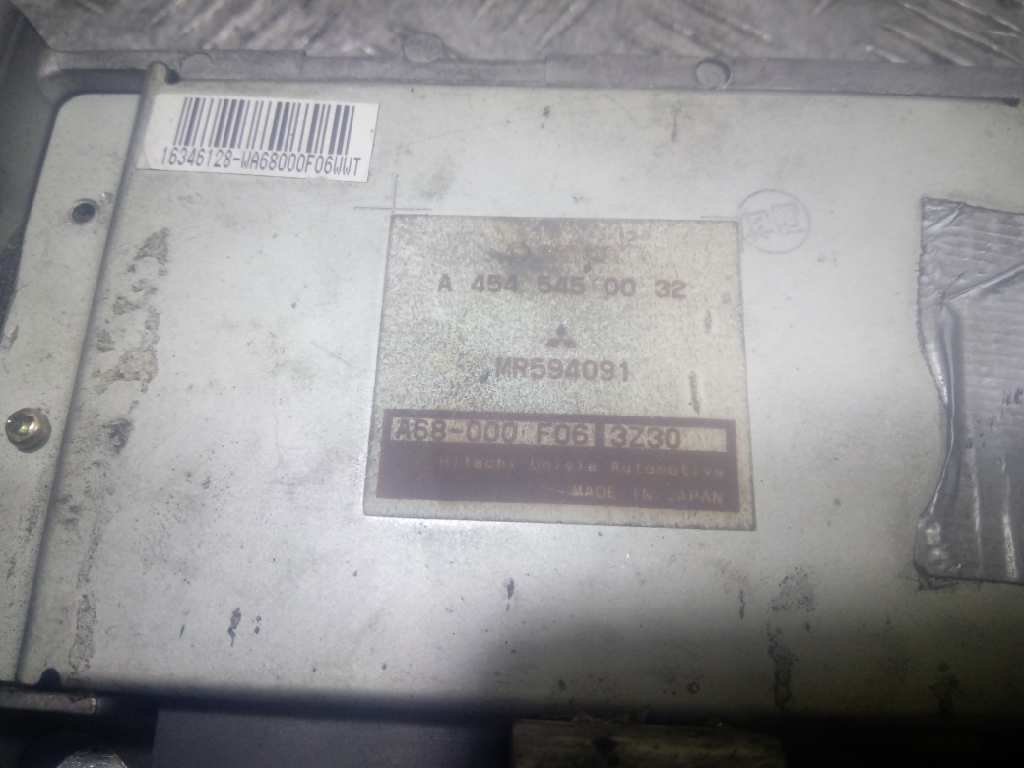 16346128-WA68000F06WWT
A 454 545 00 32
MR594091
A68-000 F06 3Z30
Hitachi Unisia Automotive
MADE IN JAPAN